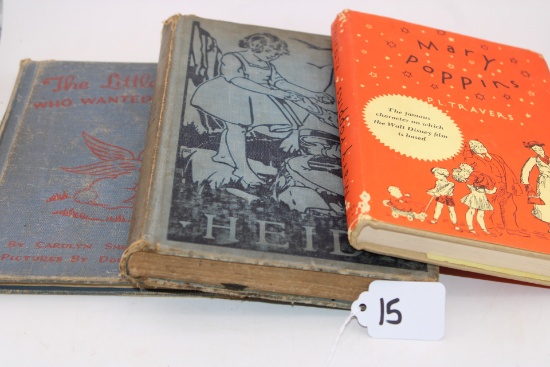 The Little
WHO WANTED
BY CAROLYN
PICTURES BY
HEID
Mary
Poppins
P. L. TRAVERS
The famous
character on which
the Walt Disney film
is based
15